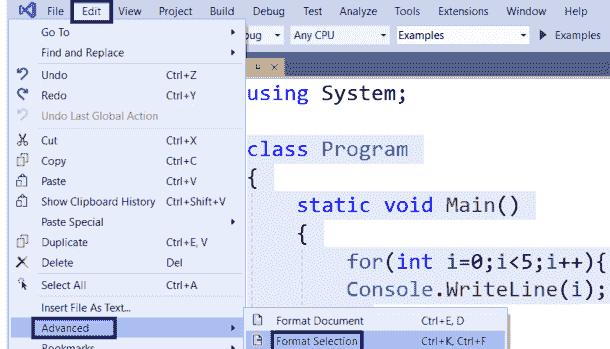 File Edit View Project Build Debug Test Analyze Tools Extensions Window Help
Any CPU Examples Examples
Go To
Find and Replace
Undo Ctrl+Z
Redo Ctrl+Y
Undo Last Global Action
Cut Ctrl+X
Copy Ctrl+C
Paste Ctrl+V
Show Clipboard History Ctrl+Shift+V
Paste Special
Duplicate Ctrl+E, V
Delete Del
Select All Ctrl+A
Insert File As Text...
Advanced
Format Document Ctrl+E, D
Format Selection Ctrl+K, Ctrl+F
using System;
class Program
{
static void Main()
{
for(int i=0;i<5;i++){
Console.WriteLine(i);